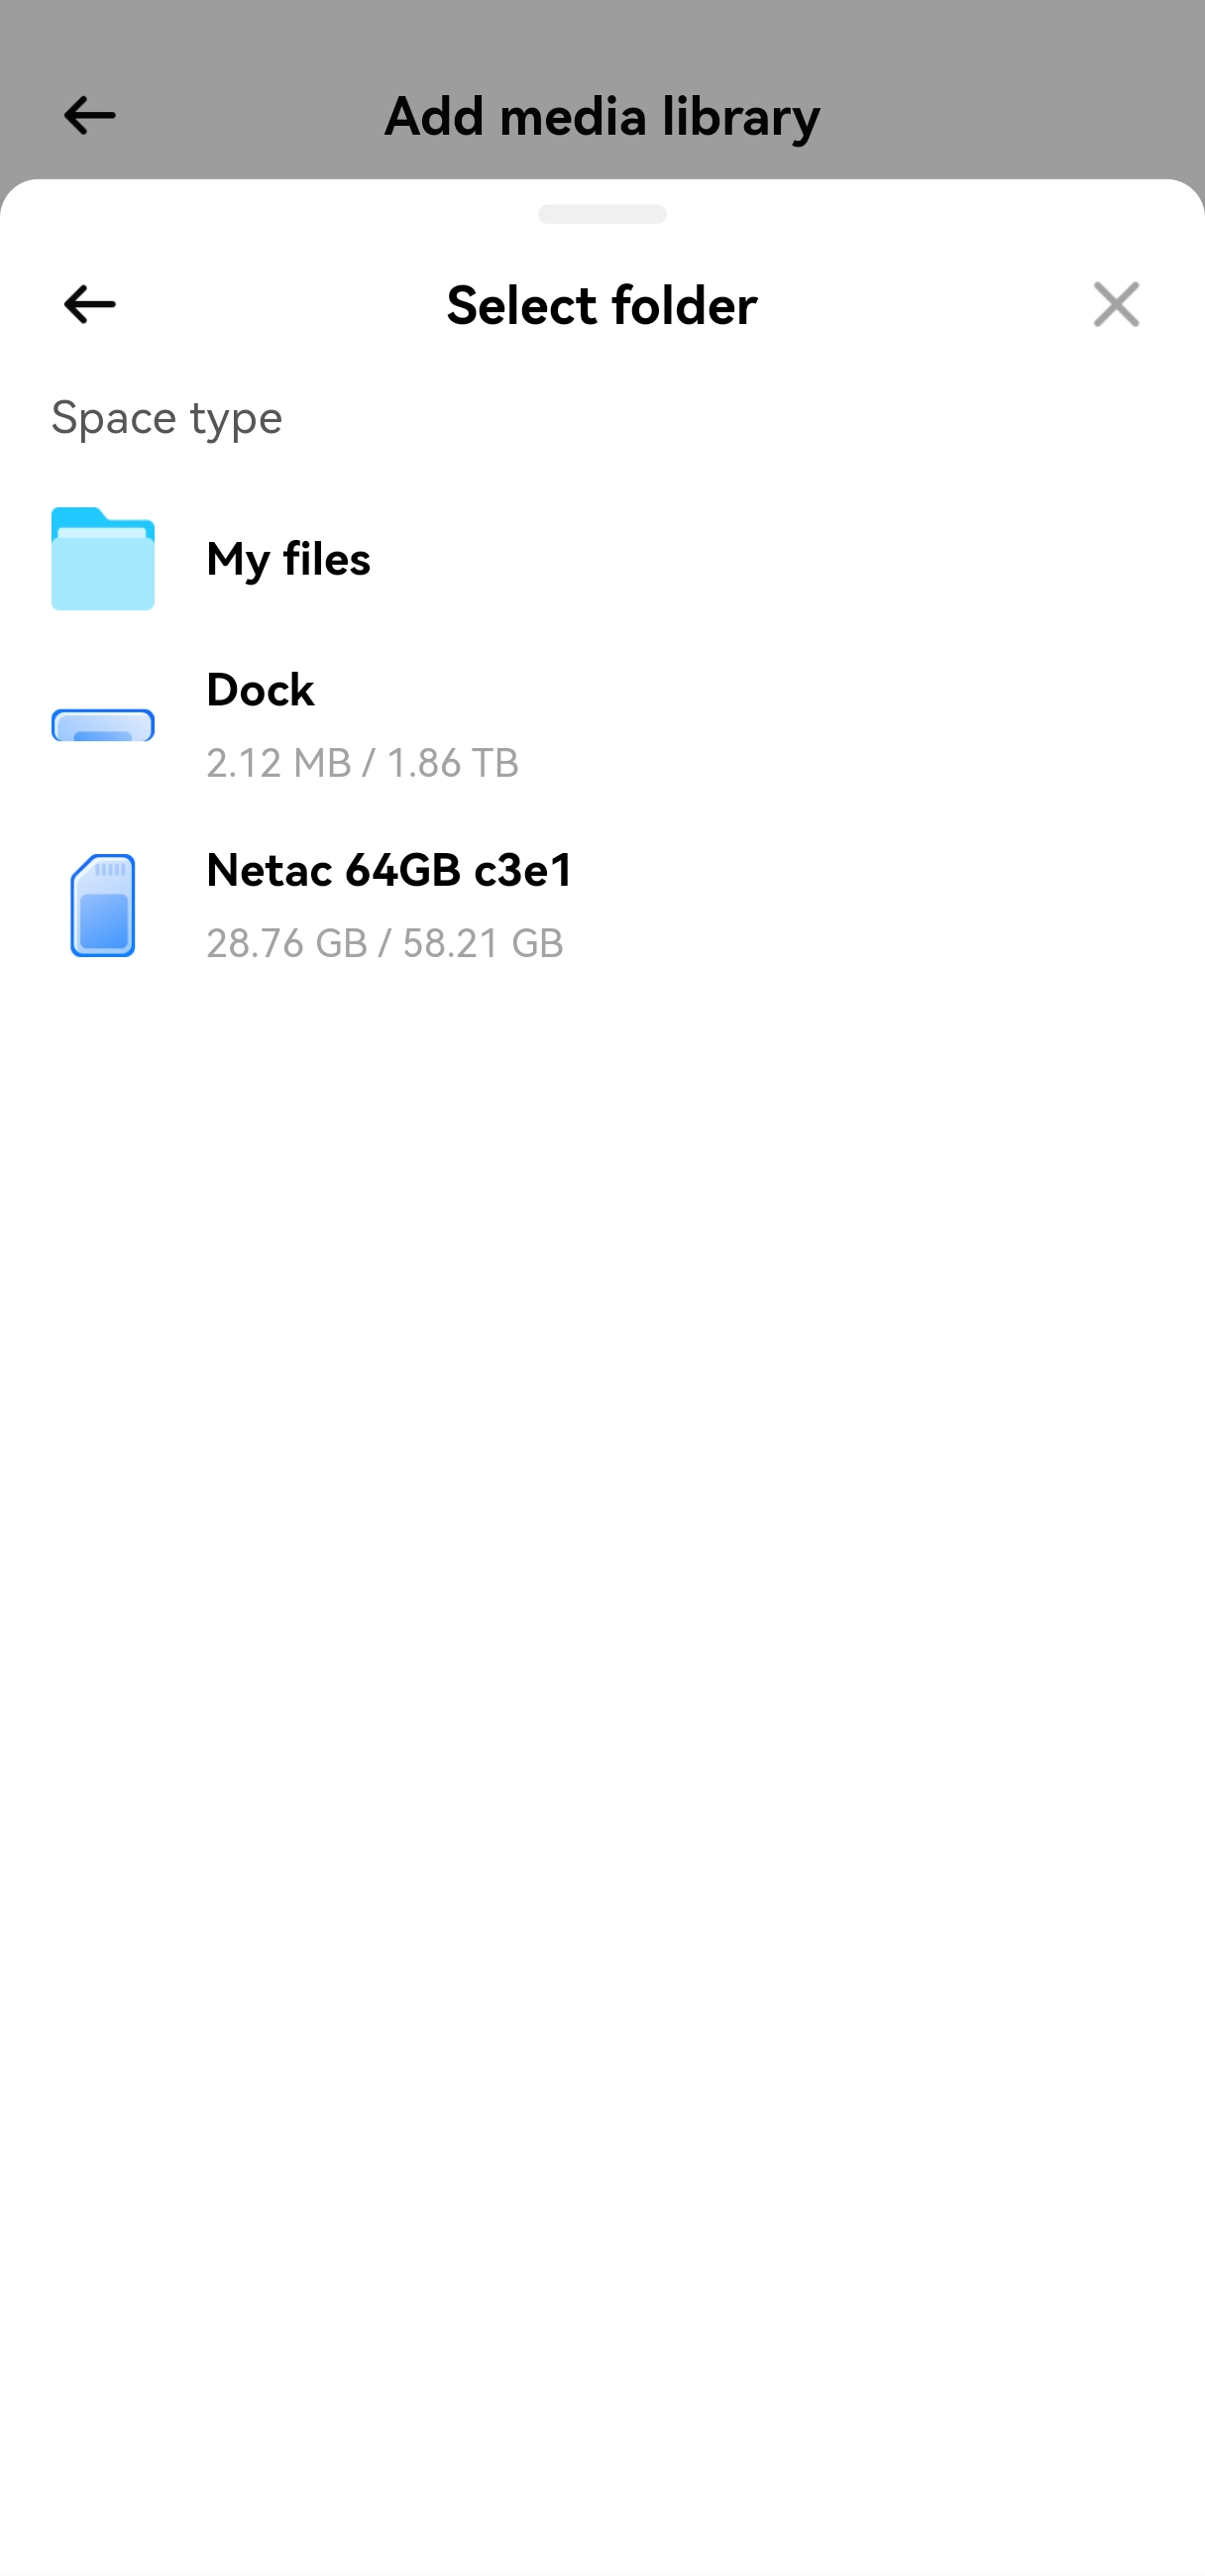 Add media library
Select folder
Space type
My files
Dock
2.12 MB / 1.86 TB
Netac 64GB c3e1
28.76 GB / 58.21 GB